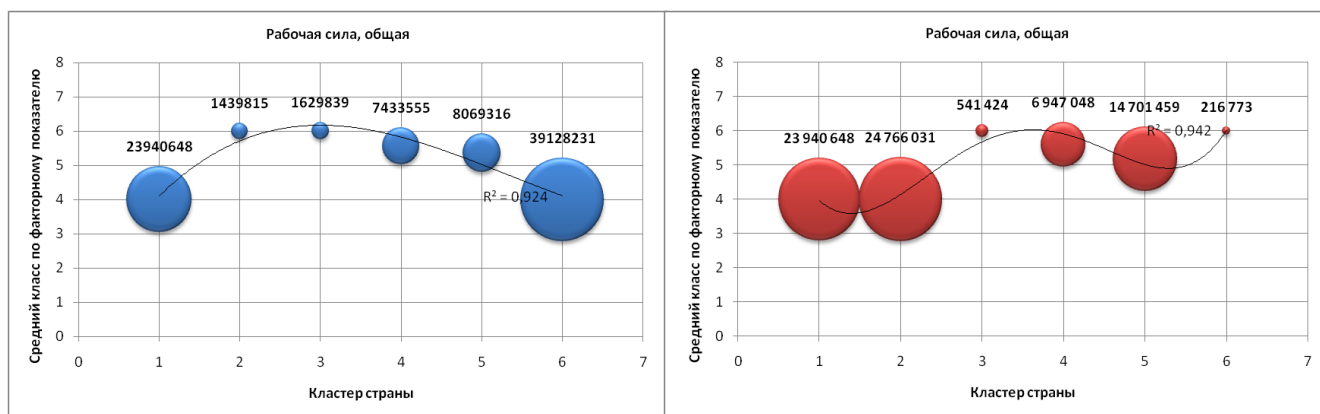 Рабочая сила, общая
Средний класс по факторному показателю
8
7
6
5
4
3
2
1
0
23940648
1439815
1629839
7433555
8069316
39128231
R² = 0,924
0 1 2 3 4 5 6 7
Кластер страны
Рабочая сила, общая
Средний класс по факторному показателю
8
7
6
5
4
3
2
1
0
23 940 648
24 766 031
541 424
6 947 048
14 701 459
216 773
R² = 0,942
0 1 2 3 4 5 6 7
Кластер страны